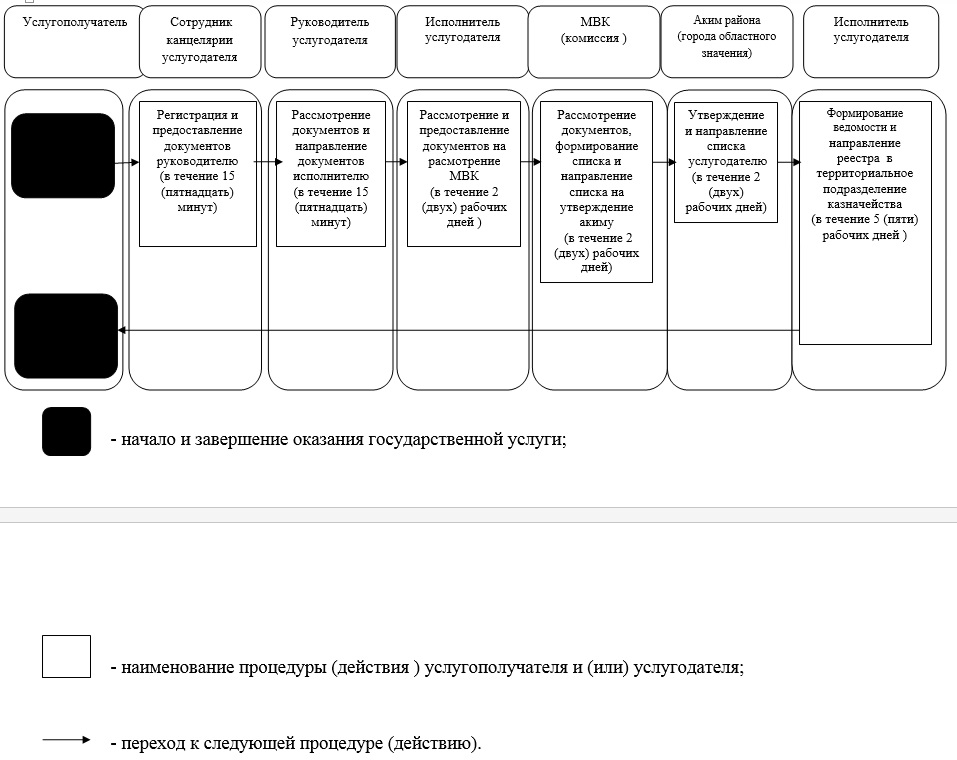 Услугополучатель
Сотрудник
канцелярии
услугодателя
Руководитель
услугодателя
Исполнитель
услугодателя
МВК
(комиссия )
Аким района
(города областного
значения)
Исполнитель
услугодателя
Регистрация и
предоставление
документов
руководителю
(в течение 15
(пятнадцать)
минут)
Рассмотрение
документов и
направление
документов
исполнителю
(в течение 15
(пятнадцать)
минут)
Рассмотрение и
предоставление
документов на
расмотрение
МВК
(в течение 2
(двух) рабочих
дней )
Рассмотрение
документов,
формирование
списка и
направление
списка на
утверждение
акиму
(в течение 2
(двух) рабочих
дней)
Утверждение
и направление
списка
услугодателю
(в течение 2
(двух)
рабочих дней)
Формирование
ведомости и
направление
реестра в
территориальное
подразделение
казначейства
(в течение 5 (пяти)
рабочих дней )
- начало и завершение оказания государственной услуги;
- наименование процедуры (действия ) услугополучателя и (или) услугодателя;
- переход к следующей процедуре (действию).